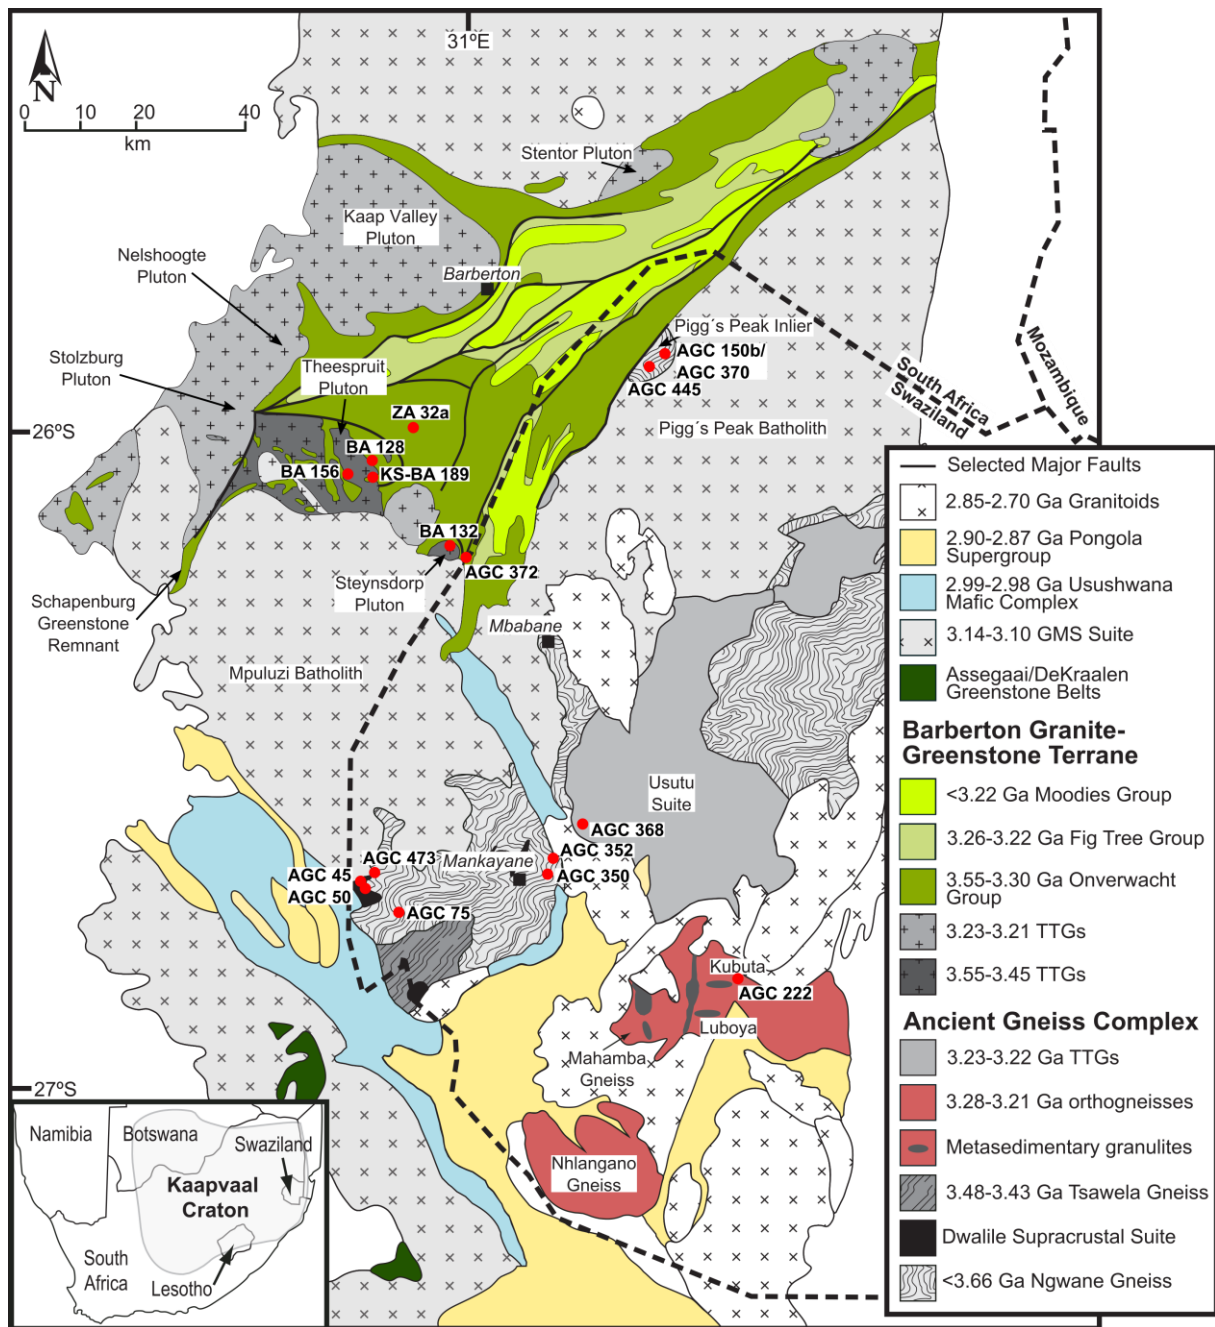 31ºE
N
0 10 20 40
km
Stentor Pluton
Kaap Valley
Pluton
Nelshoogte
Pluton
Barberton
Stolzburg
Pluton
Theespruit
Pluton
Pigg´s Peak Inlier
AGC 150b/
AGC 370
AGC 445
South Africa
Swaziland
Mozambique
ZA 32a
26ºS
BA 128
BA 156
KS-BA 189
Pigg´s Peak Batholith
BA 132
AGC 372
Steynsdorp
Pluton
Schapenburg
Greenstone
Remnant
Mbabane
Mpuluzi Batholith
Usutu
Suite
AGC 368
AGC 473
Mankayane
AGC 352
AGC 45
AGC 350
AGC 50
AGC 75
Kubuta
AGC 222
Luboya
Mahamba
Gneiss
27ºS
Nhlangano
Gneiss
Selected Major Faults
2.85-2.70 Ga Granitoids
2.90-2.87 Ga Pongola
Supergroup
2.99-2.98 Ga Usushwana
Mafic Complex
3.14-3.10 GMS Suite
Assegaai/DeKraalen
Greenstone Belts
Barberton Granite-
Greenstone Terrane
<3.22 Ga Moodies Group
3.26-3.22 Ga Fig Tree Group
3.55-3.30 Ga Onverwacht
Group
3.23-3.21 TTGs
3.55-3.45 TTGs
Ancient Gneiss Complex
3.23-3.22 Ga TTGs
3.28-3.21 Ga orthogneisses
Metasedimentary granulites
3.48-3.43 Ga Tsawela Gneiss
Dwalile Supracrustal Suite
<3.66 Ga Ngwane Gneiss
Namibia
Botswana
Swaziland
Kaapvaal
Craton
South
Africa
Lesotho